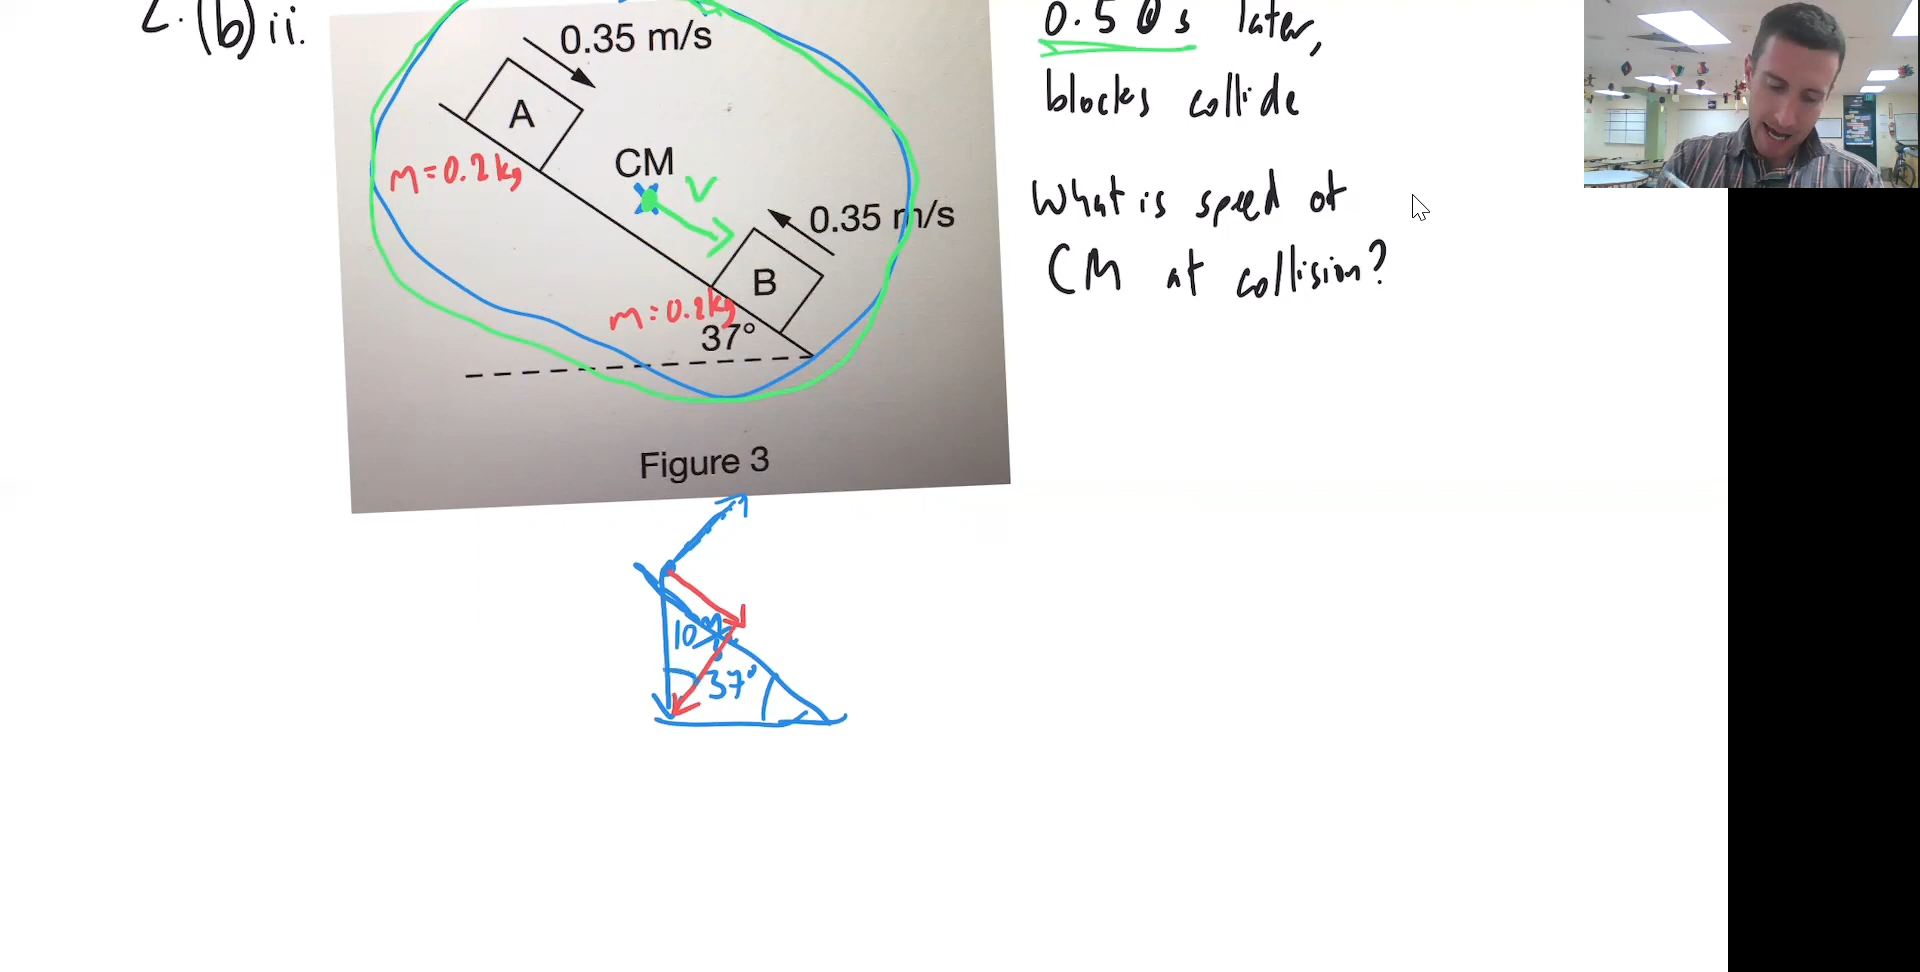 2. (b) ii.
0.35 m/s
A
m = 0.2 kg
CM
v
0.35 m/s
B
m = 0.2 kg
37°
Figure 3
0.50 s later,
blocks collide
What is speed of
CM at collision?
10
37°